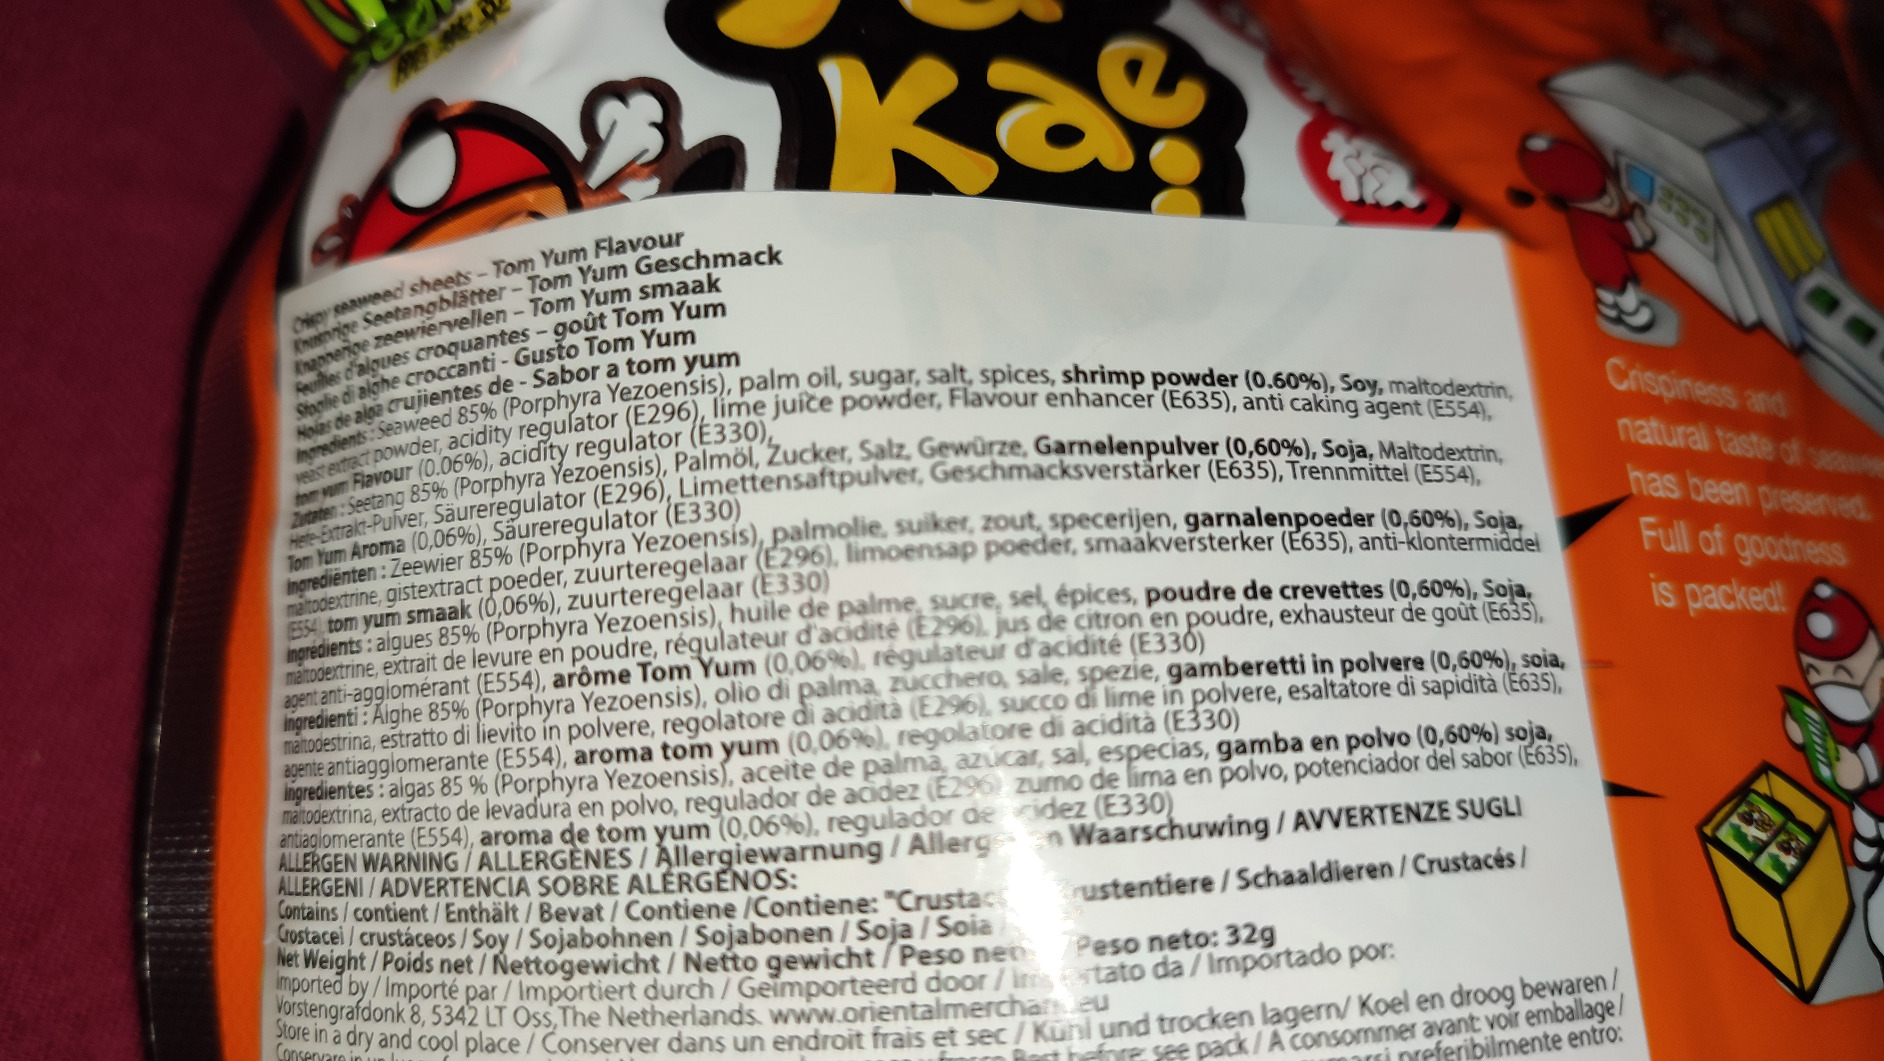 Kae
Crispy seaweed sheets – Tom Yum Flavour
Knusprige Seetangblätter – Tom Yum Geschmack
Knapperige zeewiervellen – Tom Yum smaak
Feuilles d'algues croquantes – goût Tom Yum
Sfoglie di alghe croccanti - Gusto Tom Yum
Hojas de alga crujientes de - Sabor a tom yum
Ingredients : Seaweed 85% (Porphyra Yezoensis), palm oil, sugar, salt, spices, shrimp powder (0.60%), Soy, maltodextrin,
yeast extract powder, acidity regulator (E296), lime juice powder, Flavour enhancer (E635), anti caking agent (E554),
tom yum Flavour (0.06%), acidity regulator (E330),
Zutaten : Seetang 85% (Porphyra Yezoensis), Palmöl, Zucker, Salz, Gewürze, Garnelenpulver (0,60%), Soja, Maltodextrin,
Hefe-Extrakt-Pulver, Säureregulator (E296), Limettensaftpulver, Geschmacksverstärker (E635), Trennmittel (E554),
Tom Yum Aroma (0,06%), Säureregulator (E330)
Ingrediënten : Zeewier 85% (Porphyra Yezoensis), palmolie, suiker, zout, specerijen, garnalenpoeder (0,60%), Soja,
maltodextrine, gistextract poeder, zuurteregelaar (E296), limoensap poeder, smaakversterker (E635), anti-klontermiddel
(E554, tom yum smaak (0,06%), zuurteregelaar (E330)
Ingrédients : algues 85% (Porphyra Yezoensis), huile de palme, sucre, sel, épices, poudre de crevettes (0,60%), Soja,
maltodextrine, extrait de levure en poudre, régulateur d'acidité (E296), jus de citron en poudre, exhausteur de goût (E635),
agent anti-agglomérant (E554), arôme Tom Yum (0,06%), régulateur d'acidité (E330)
ingredienti : Alghe 85% (Porphyra Yezoensis), olio di palma, zucchero, sale, spezie, gamberetti in polvere (0,60%), soia,
maltodestrina, estratto di lievito in polvere, regolatore di acidità (E296), succo di lime in polvere, esaltatore di sapidità (E635),
agente antiagglomerante (E554), aroma tom yum (0,06%), regolatore di acidità (E330)
ingredientes : algas 85 % (Porphyra Yezoensis), aceite de palma, azúcar, sal, especias, gamba en polvo (0,60%) soja,
maltodextrina, extracto de levadura en polvo, regulador de acidez (E296) zumo de lima en polvo, potenciador del sabor (E635),
antiaglomerante (E554), aroma de tom yum (0,06%), regulador de (E330)
ALLERGEN WARNING / ALLERGÈNES / Allergiewarnung / Waarschuwing / AVVERTENZE SUGLI
ALLERGENI / ADVERTENCIA SOBRE ALÉRGENOS:
Contains / contient / Enthält / Bevat / Contiene /Contiene: / Schaaldieren / Crustacés /
Crostacei / crustáceos / Soy / Sojabohnen / Sojabonen / Soja / Soia
Net Weight / Poids net / Nettogewicht / Netto gewicht / Peso Peso neto: 32g
Imported by / Importé par / Importiert durch / Geïmporteerd door / da / Importado por:
Vorstengrafdonk 8, 5342 LT Oss, The Netherlands.
Store in a dry and cool place / Conserver dans un endroit frais et sec / Kühl und trocken lagern/ Koel en droog bewaren /
Best before: see pack / A consommer avant: voir emballage /
preferibilmente entro:
Crispiness and
natural taste of
has been preserved.
Full of goodness
is packed!